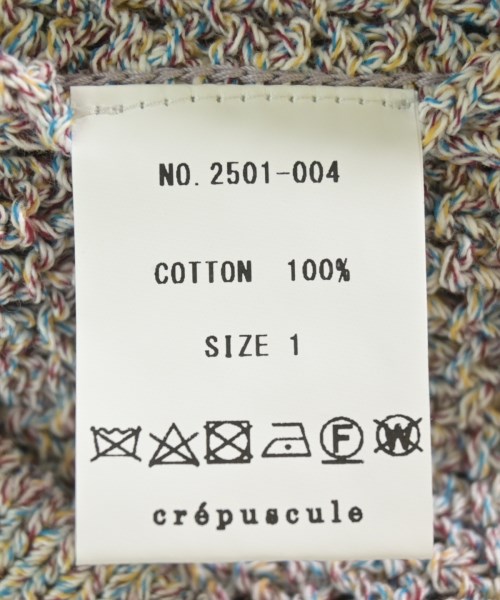 NO. 2501-004
COTTON 100%
SIZE 1
F W
crépuscule